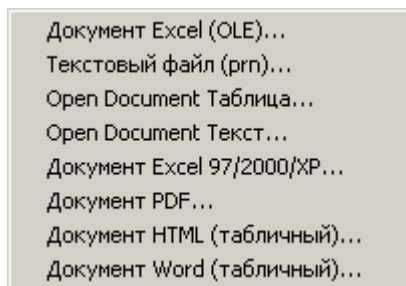 Документ Excel (OLE)...
Текстовый файл (prn)...
Open Document Таблица...
Open Document Текст...
Документ Excel 97/2000/XP...
Документ PDF...
Документ HTML (табличный)...
Документ Word (табличный)...